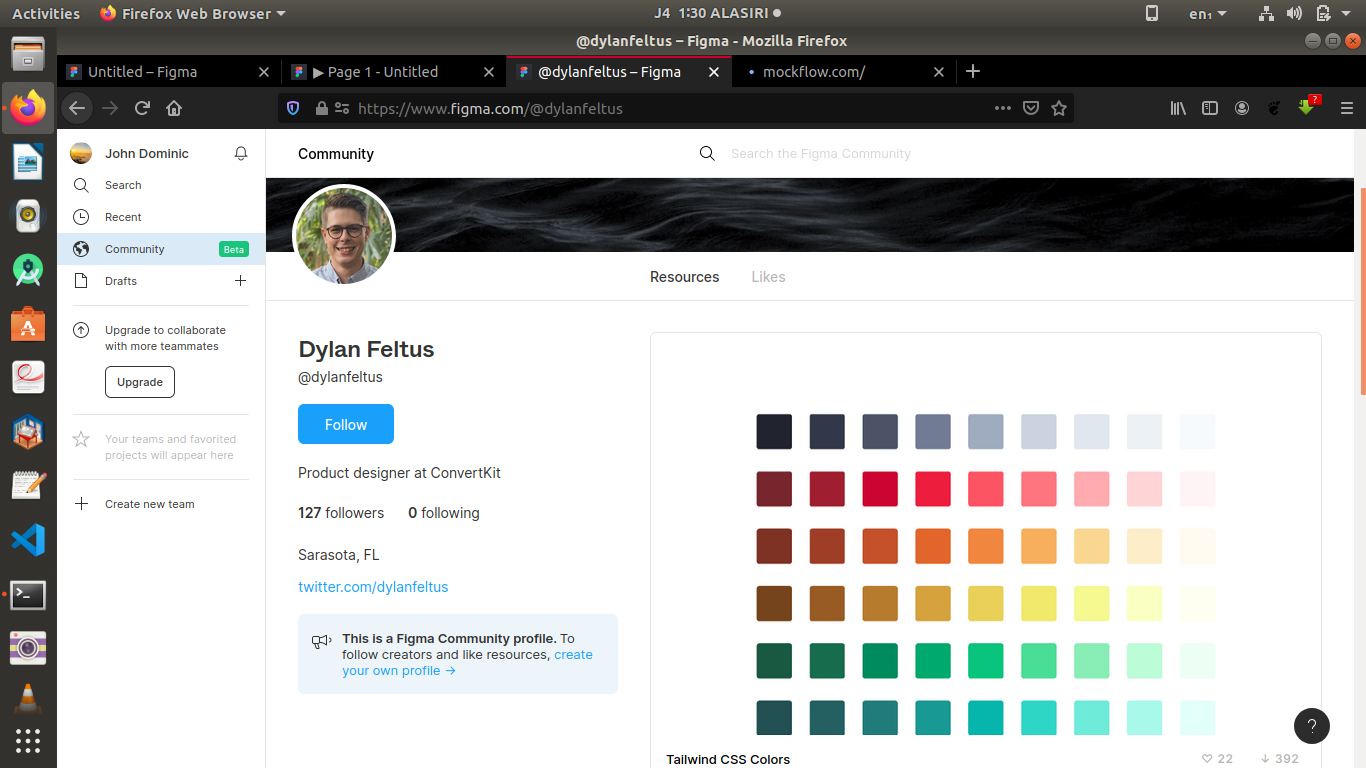 Activities
Firefox Web Browser
J4 1:30 ALASIRI
en₁
@dylanfeltus – Figma - Mozilla Firefox
Untitled – Figma
▶ Page 1 - Untitled
@dylanfeltus – Figma
mockflow.com/
https://www.figma.com/@dylanfeltus
John Dominic
Search
Recent
Community
Beta
Drafts
Upgrade to collaborate
with more teammates
Upgrade
Your teams and favorited
projects will appear here
Create new team
Community
Search the Figma Community
Resources
Likes
Dylan Feltus
@dylanfeltus
Follow
Product designer at ConvertKit
127 followers
0 following
Sarasota, FL
twitter.com/dylanfeltus
This is a Figma Community profile. To
follow creators and like resources, create
your own profile →
Tailwind CSS Colors
22
392
?